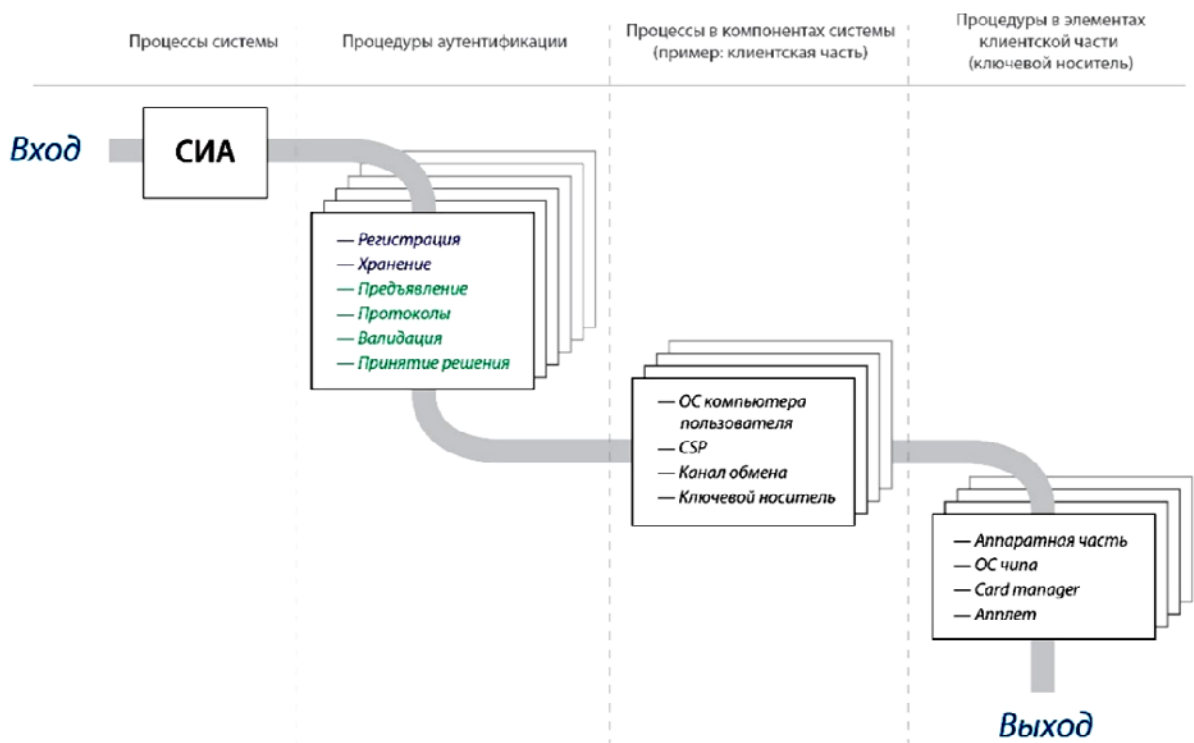 Процессы системы
Процедуры аутентификации
Процессы в компонентах системы
(пример: клиентская часть)
Процедуры в элементах
клиентской части
(ключевой носитель)
Вход
СИА
— Регистрация
— Хранение
— Предъявление
— Протоколы
— Валидация
— Принятие решения
— ОС компьютера
пользователя
— CSP
— Канал обмена
— Ключевой носитель
— Аппаратная часть
— ОС чипа
— Card manager
— Апплет
Выход